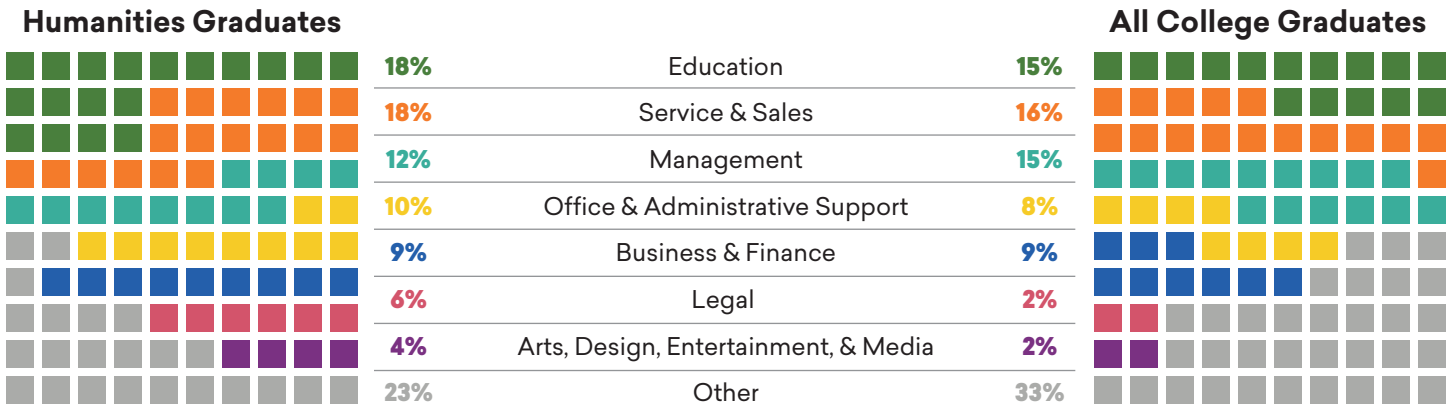 Humanities Graduates
All College Graduates
18% Education 15%
18% Service & Sales 16%
12% Management 15%
10% Office & Administrative Support 8%
9% Business & Finance 9%
6% Legal 2%
4% Arts, Design, Entertainment, & Media 2%
23% Other 33%